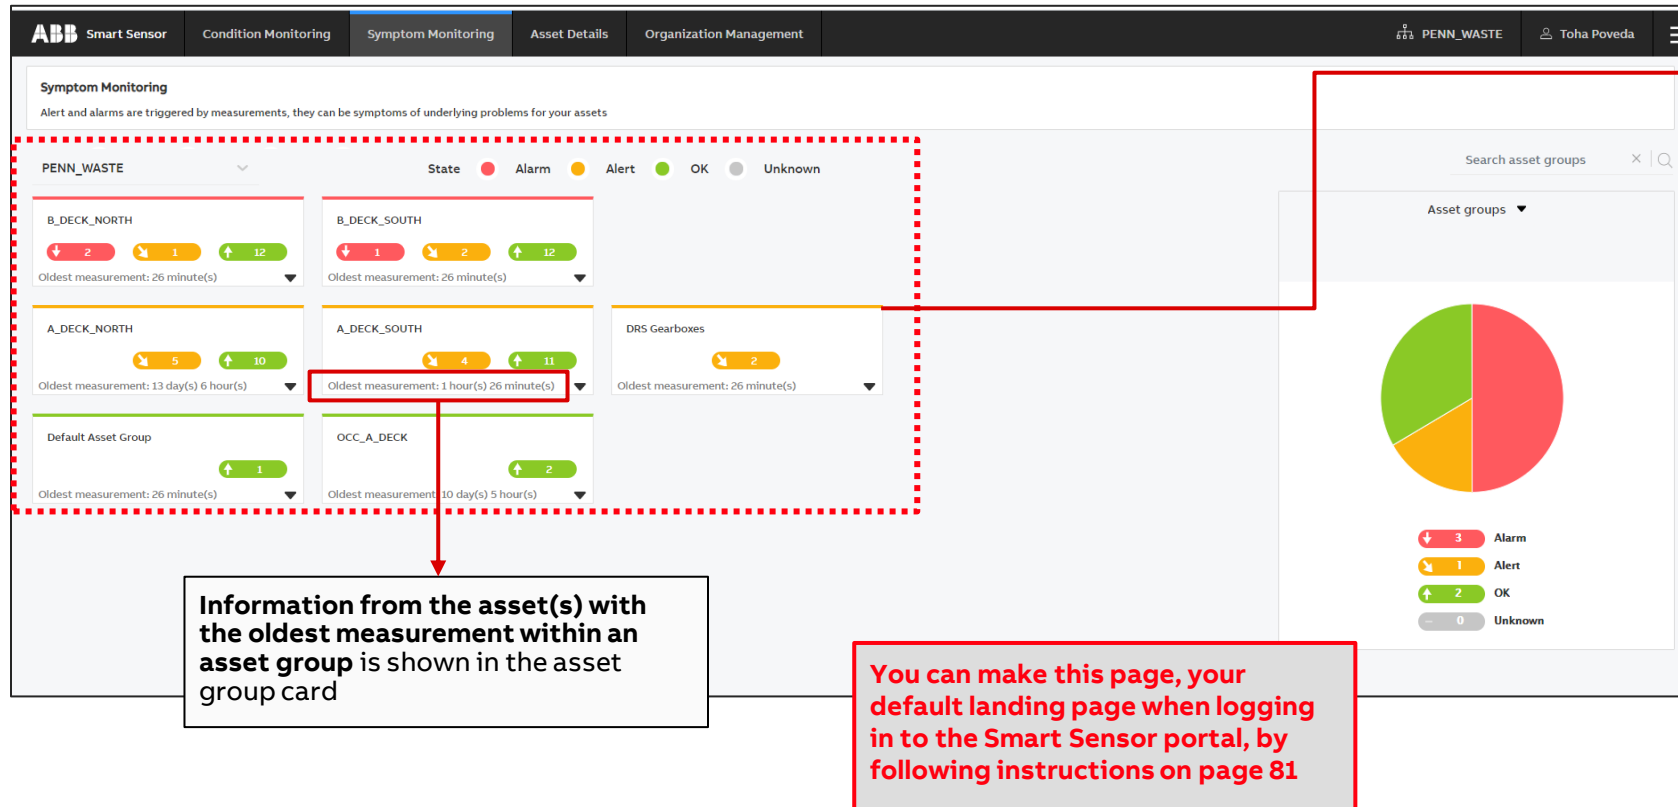 ABB Smart Sensor Condition Monitoring Symptom Monitoring Asset Details Organization Management PENN_WASTE Toha Poveda
Symptom Monitoring
Alert and alarms are triggered by measurements, they can be symptoms of underlying problems for your assets
PENN_WASTE State Alarm Alert OK Unknown
Search asset groups
Asset groups
B_DECK_NORTH
2 1 12
Oldest measurement: 26 minute(s)
B_DECK_SOUTH
1 2 12
Oldest measurement: 26 minute(s)
A_DECK_NORTH
5 10
Oldest measurement: 13 day(s) 6 hour(s)
A_DECK_SOUTH
4 11
Oldest measurement: 1 hour(s) 26 minute(s)
DRS Gearboxes
2
Oldest measurement: 26 minute(s)
Default Asset Group
1
Oldest measurement: 26 minute(s)
OCC_A_DECK
2
Oldest measurement: 10 day(s) 5 hour(s)
3 Alarm
1 Alert
2 OK
0 Unknown
Information from the asset(s) with
the oldest measurement within an
asset group is shown in the asset
group card
You can make this page, your
default landing page when logging
in to the Smart Sensor portal, by
following instructions on page 81